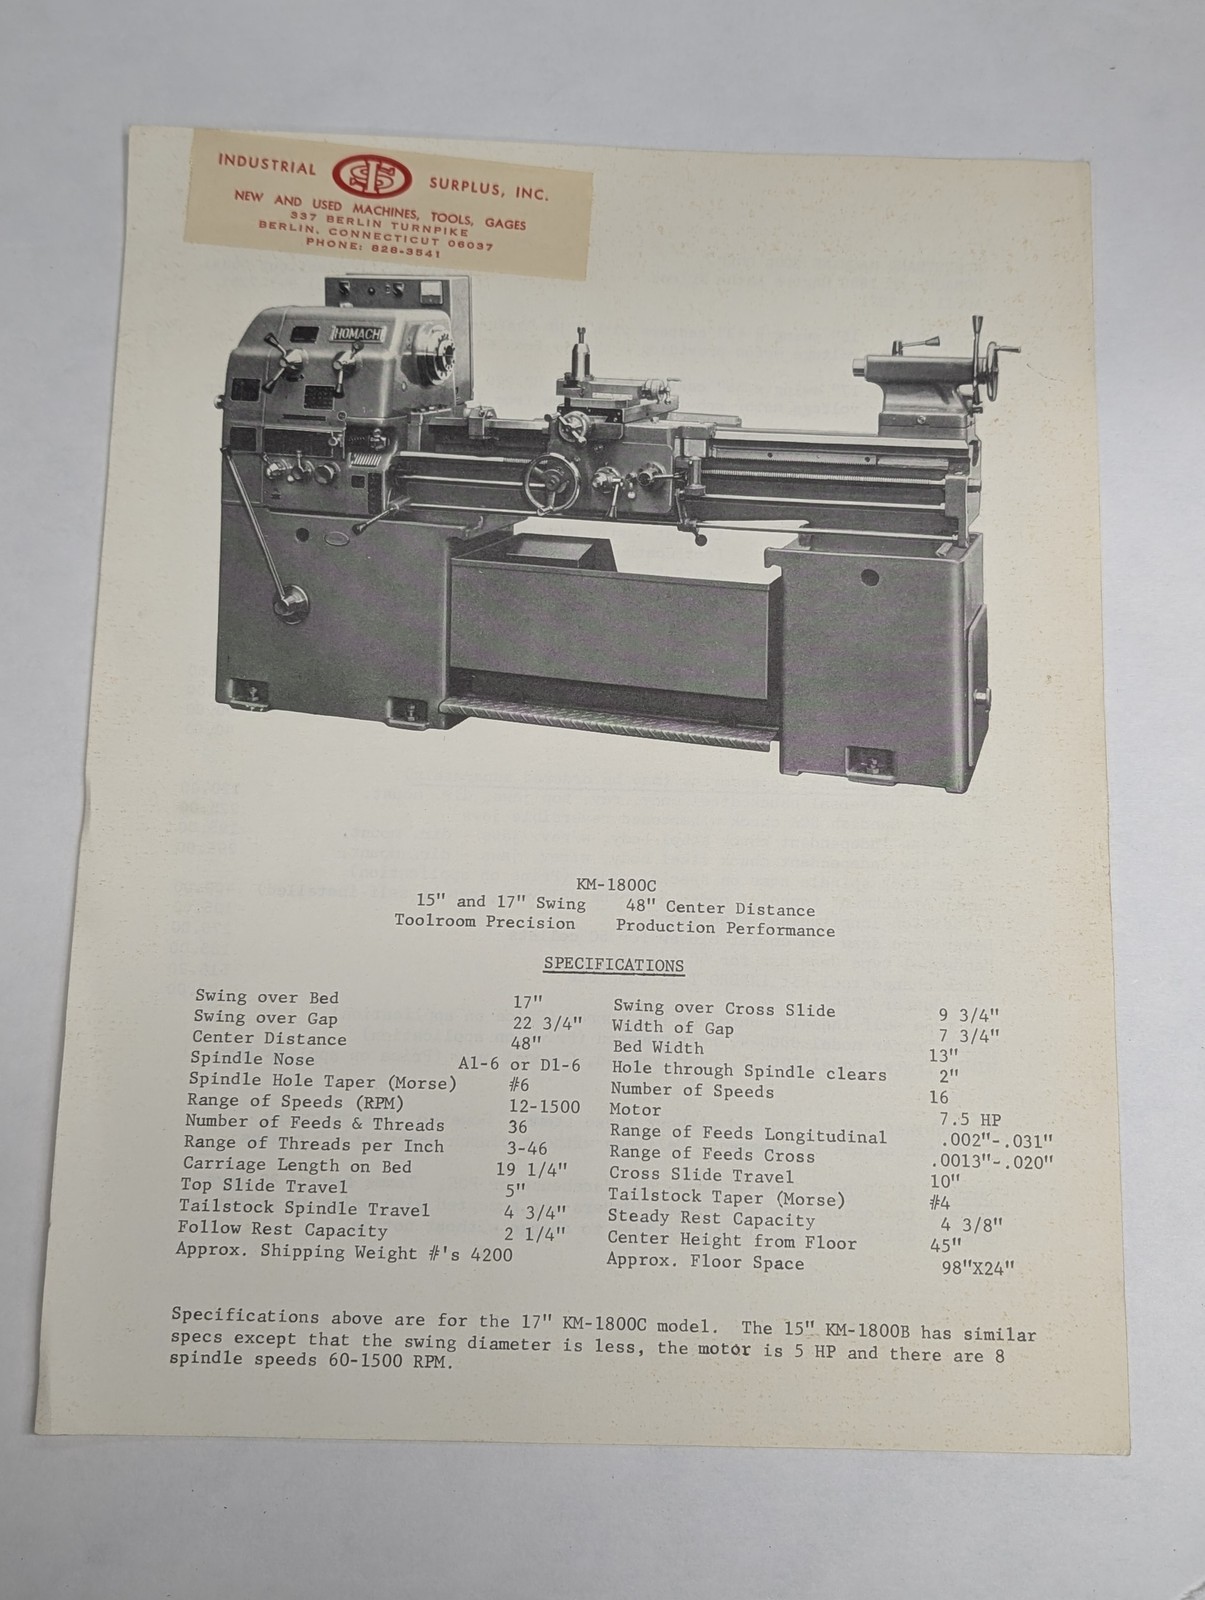 INDUSTRIAL SURPLUS, INC.
NEW AND USED MACHINES, TOOLS, GAGES
337 BERLIN TURNPIKE
BERLIN, CONNECTICUT 06037
PHONE: 828-3541
HOMACH
KM-1800C
15" and 17" Swing 48" Center Distance
Toolroom Precision Production Performance
SPECIFICATIONS
Swing over Bed 17"
Swing over Gap 22 3/4"
Center Distance 48"
Spindle Nose A1-6 or D1-6
Spindle Hole Taper (Morse) #6
Range of Speeds (RPM) 12-1500
Number of Feeds & Threads 36
Range of Threads per Inch 3-46
Carriage Length on Bed 19 1/4"
Top Slide Travel 5"
Tailstock Spindle Travel 4 3/4"
Follow Rest Capacity 2 1/4"
Approx. Shipping Weight #'s 4200
Swing over Cross Slide 9 3/4"
Width of Gap 7 3/4"
Bed Width 13"
Hole through Spindle clears 2"
Number of Speeds 16
Motor 7.5 HP
Range of Feeds Longitudinal .002"-.031"
Range of Feeds Cross .0013"-.020"
Cross Slide Travel 10"
Tailstock Taper (Morse) #4
Steady Rest Capacity 4 3/8"
Center Height from Floor 45"
Approx. Floor Space 98"X24"
Specifications above are for the 17" KM-1800C model. The 15" KM-1800B has similar
specs except that the swing diameter is less, the motor is 5 HP and there are 8
spindle speeds 60-1500 RPM.